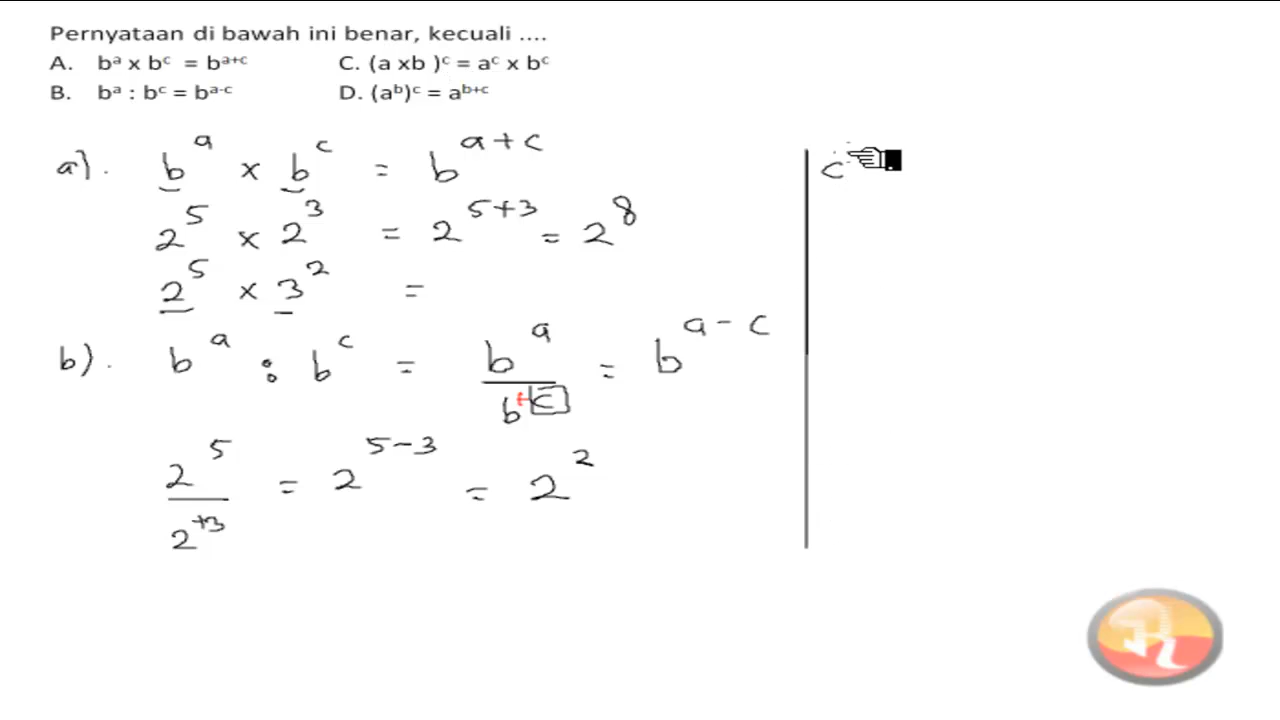 Pernyataan di bawah ini benar, kecuali ....
A. bᵃ x bᶜ = bᵃ⁺ᶜ
C. (a xb )ᶜ = aᶜ x bᶜ
B. bᵃ : bᶜ = bᵃ⁻ᶜ
D. (aᵇ)ᶜ = aᵇ⁺ᶜ
a). bᵃ x bᶜ = bᵃ⁺ᶜ
2⁵ x 2³ = 2⁵⁺³ = 2⁸
2⁵ x 3² =
b). bᵃ : bᶜ = bᵃ/b⁺ᶜ = bᵃ⁻ᶜ
2⁵/2⁺³ = 2⁵⁻³ = 2²
c